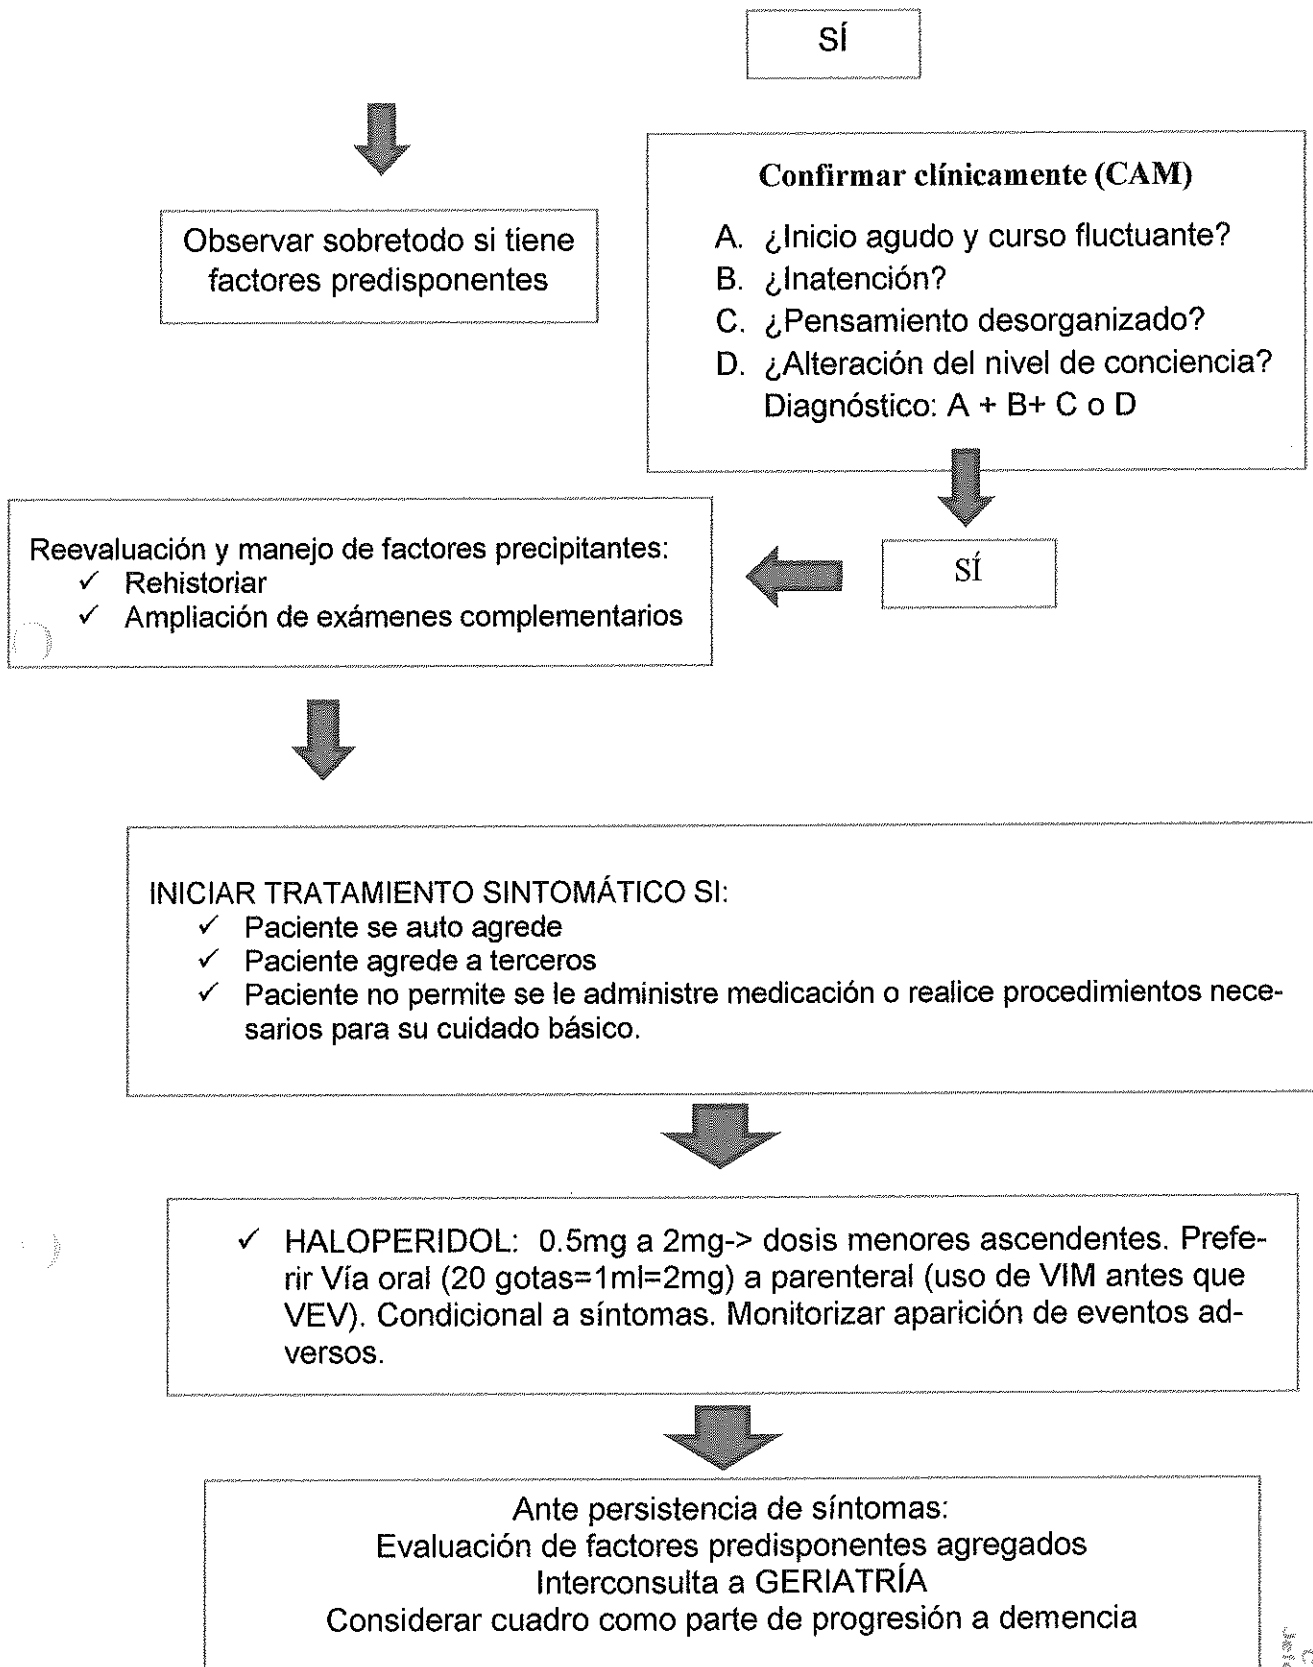 SÍ
Observar sobretodo si tiene
factores predisponentes
Confirmar clínicamente (CAM)
A. ¿Inicio agudo y curso fluctuante?
B. ¿Inatención?
C. ¿Pensamiento desorganizado?
D. ¿Alteración del nivel de conciencia?
Diagnóstico: A + B+ C o D
SÍ
Reevaluación y manejo de factores precipitantes:
✓ Rehistoriar
✓ Ampliación de exámenes complementarios
INICIAR TRATAMIENTO SINTOMÁTICO SI:
✓ Paciente se auto agrede
✓ Paciente agrede a terceros
✓ Paciente no permite se le administre medicación o realice procedimientos nece-
sarios para su cuidado básico.
✓ HALOPERIDOL: 0.5mg a 2mg-> dosis menores ascendentes. Prefe-
rir Vía oral (20 gotas=1ml=2mg) a parenteral (uso de VIM antes que
VEV). Condicional a síntomas. Monitorizar aparición de eventos ad-
versos.
Ante persistencia de síntomas:
Evaluación de factores predisponentes agregados
Interconsulta a GERIATRÍA
Considerar cuadro como parte de progresión a demencia